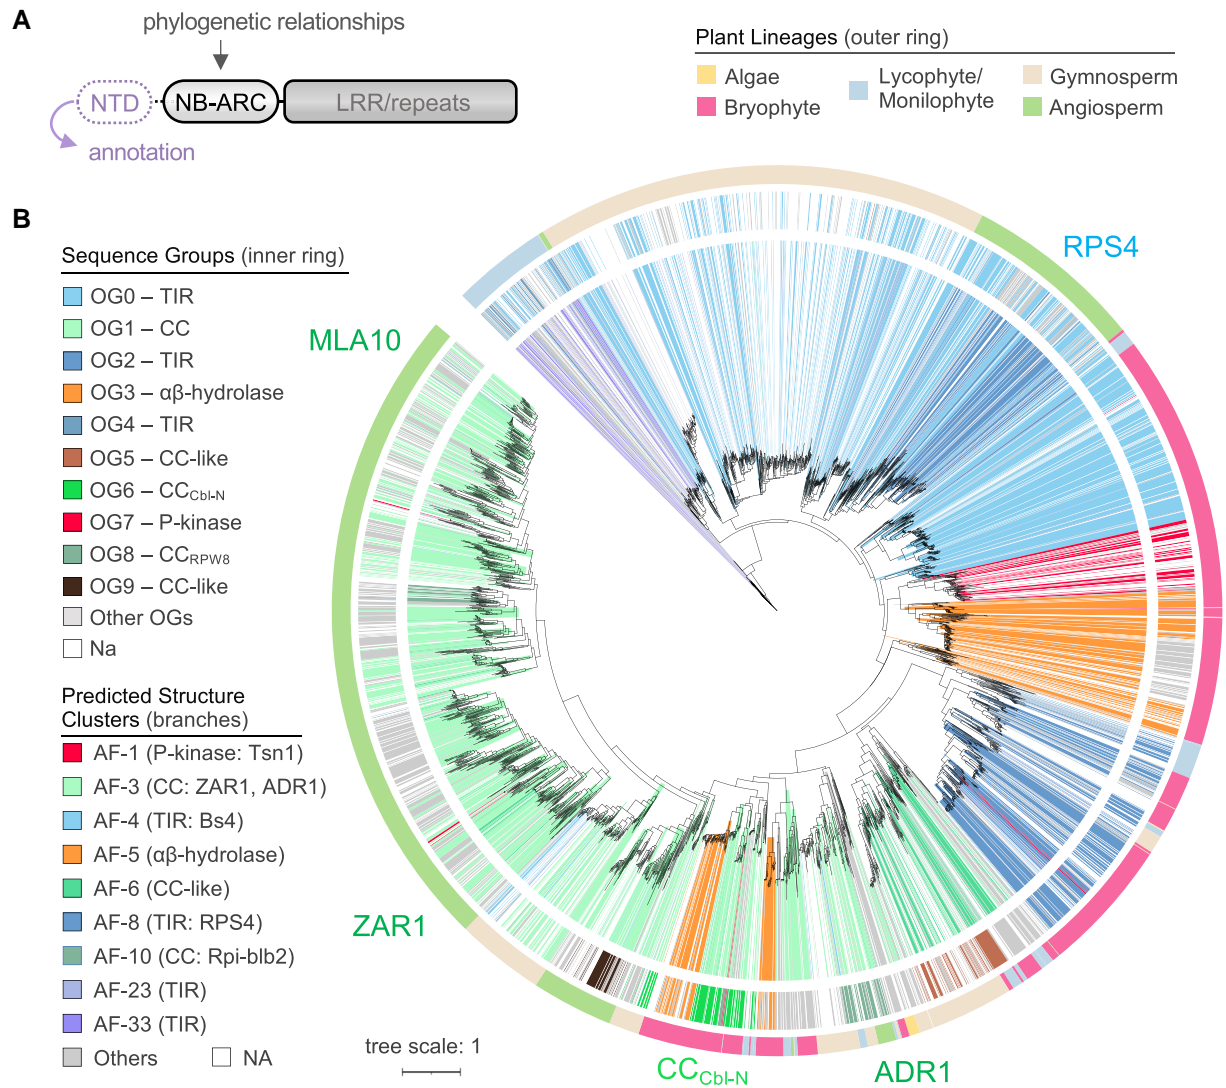 A
phylogenetic relationships
NTD
NB-ARC
LRR/repeats
annotation
Plant Lineages (outer ring)
Algae
Bryophyte
Lycophyte/
Monilophyte
Gymnosperm
Angiosperm
B
Sequence Groups (inner ring)
OG0 – TIR
OG1 – CC
OG2 – TIR
OG3 – αβ-hydrolase
OG4 – TIR
OG5 – CC-like
OG6 – CCCbl-N
OG7 – P-kinase
OG8 – CCRPW8
OG9 – CC-like
Other OGs
Na
Predicted Structure
Clusters (branches)
AF-1 (P-kinase: Tsn1)
AF-3 (CC: ZAR1, ADR1)
AF-4 (TIR: Bs4)
AF-5 (αβ-hydrolase)
AF-6 (CC-like)
AF-8 (TIR: RPS4)
AF-10 (CC: Rpi-blb2)
AF-23 (TIR)
AF-33 (TIR)
Others
NA
RPS4
MLA10
ZAR1
CCCbl-N
ADR1
tree scale: 1